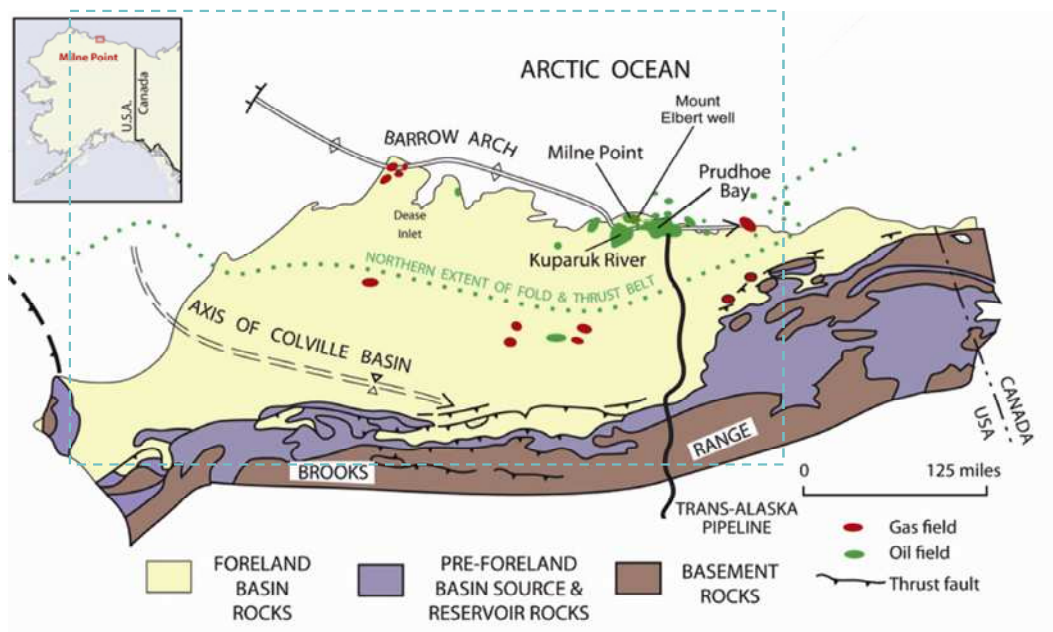 Milne Point
U.S.A.
Canada
ARCTIC OCEAN
Mount
Elbert well
BARROW ARCH
Milne Point
Prudhoe
Bay
Dease
Inlet
Kuparuk River
NORTHERN EXTENT OF FOLD & THRUST BELT
AXIS OF COLVILLE BASIN
CANADA
USA
BROOKS
RANGE
0
125 miles
TRANS-ALASKA
PIPELINE
Gas field
Oil field
Thrust fault
FORELAND
BASIN
ROCKS
PRE-FORELAND
BASIN SOURCE &
RESERVOIR ROCKS
BASEMENT
ROCKS